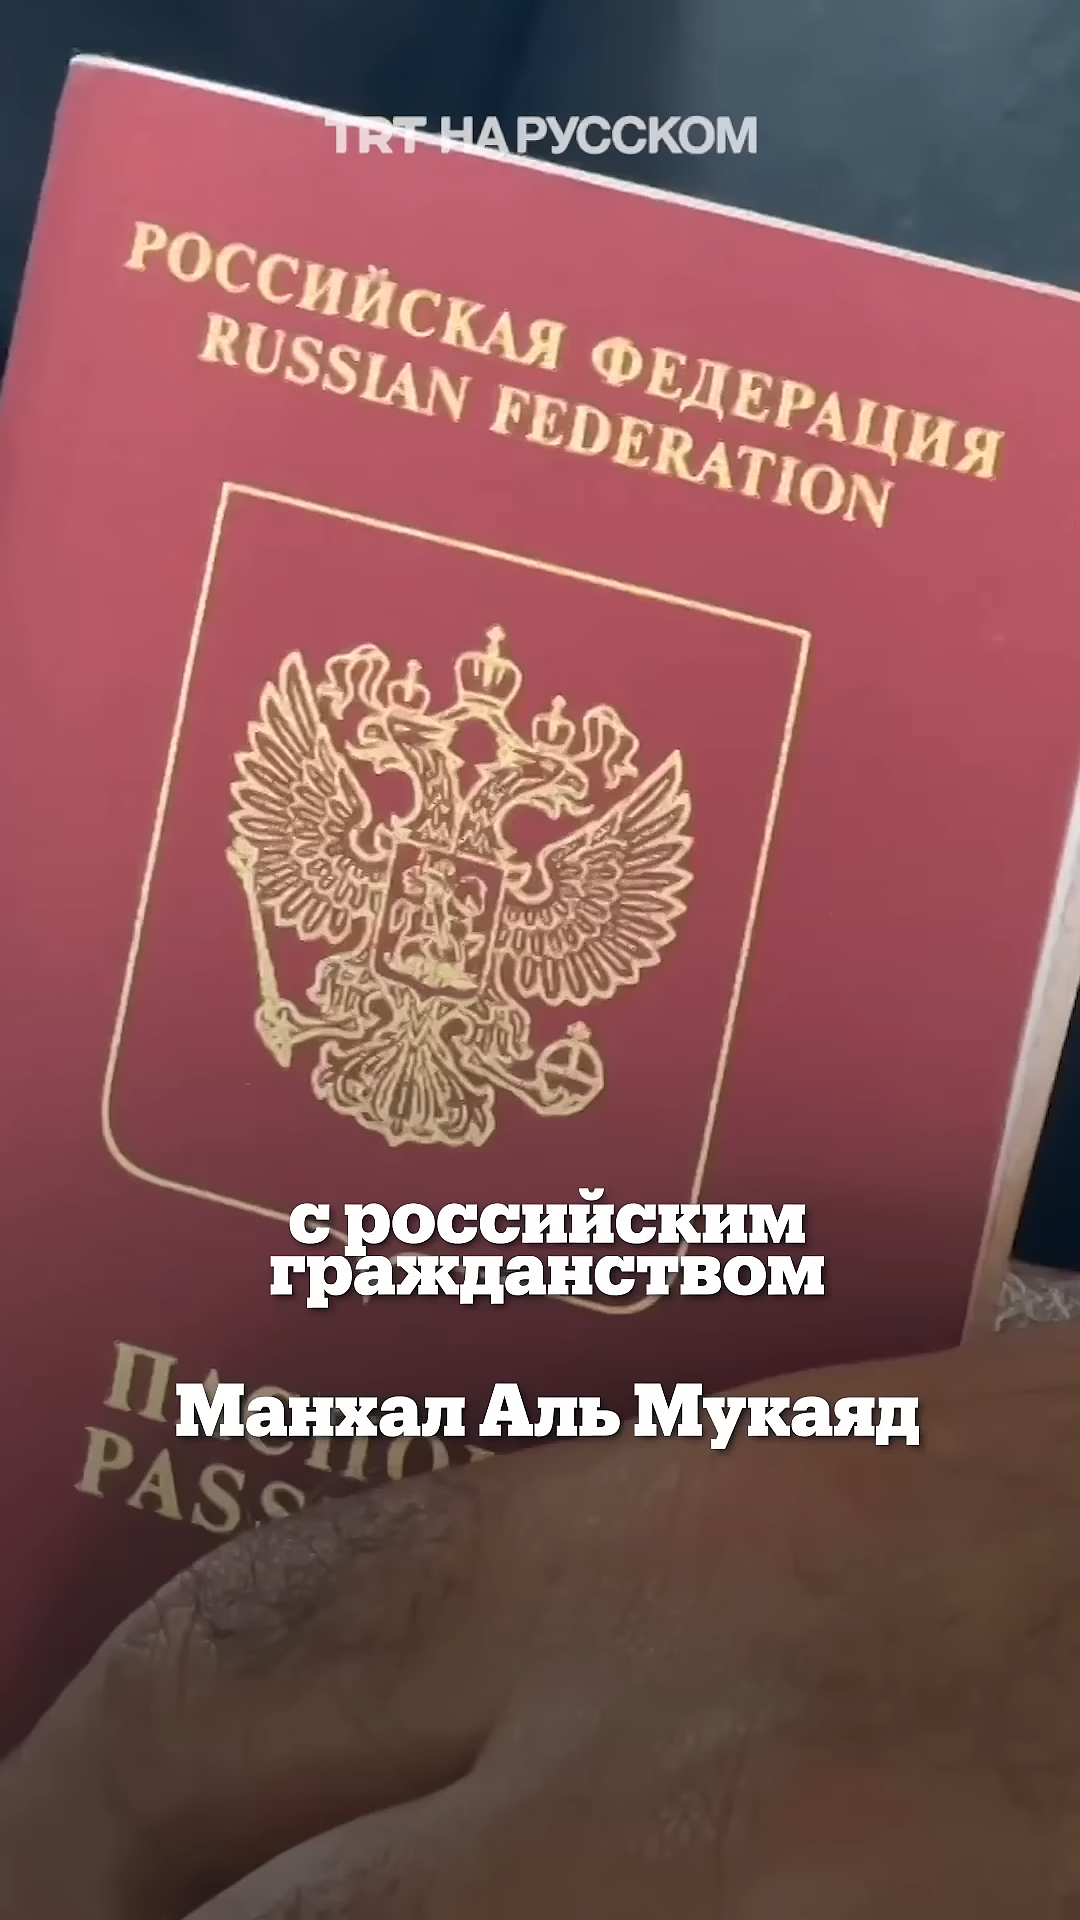 TRT НА РУССКОМ
РОССИЙСКАЯ ФЕДЕРАЦИЯ
RUSSIAN FEDERATION
с российским
гражданством
Манхал Аль Мукаяд